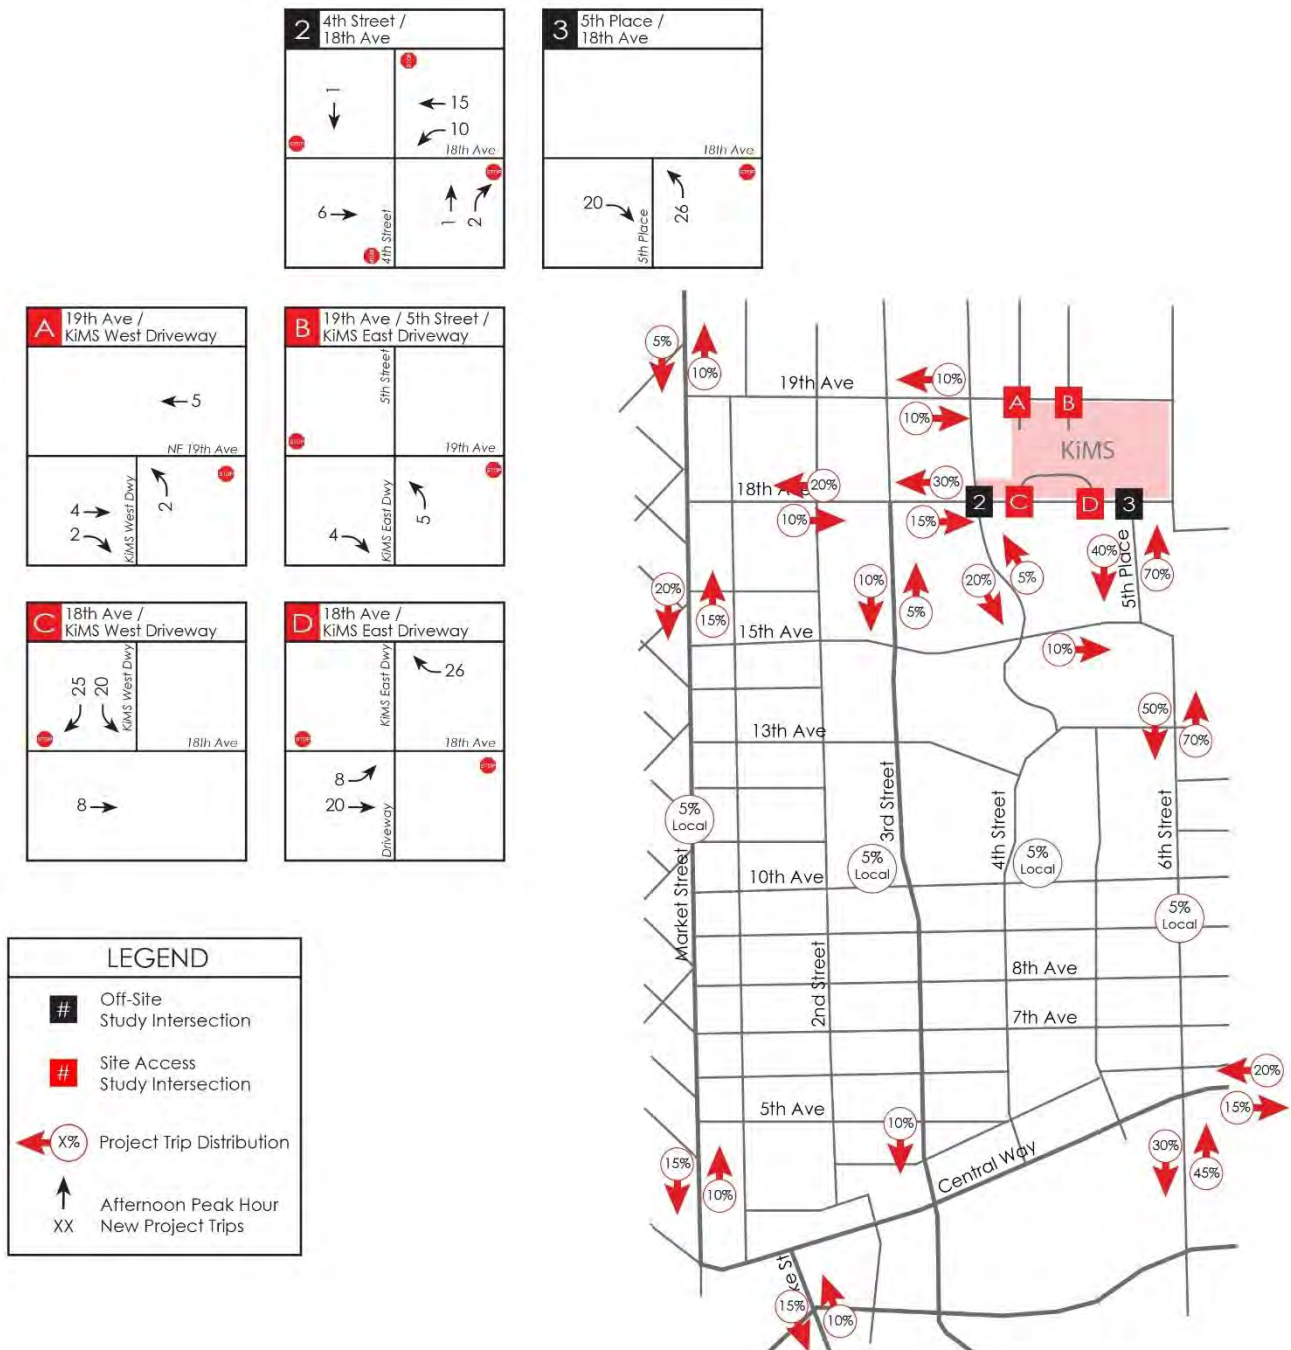 2
4th Street /
18th Ave
STOP
1
15
10
18th Ave
STOP
6
1
2
4th Street
3
5th Place /
18th Ave
18th Ave
20
26
5th Place
A
19th Ave /
KiMS West Driveway
5
NE 19th Ave
4
2
2
KiMS West Dwy
B
19th Ave / 5th Street /
KiMS East Driveway
5th Street
STOP
19th Ave
STOP
4
5
KiMS East Dwy
C
18th Ave /
KiMS West Driveway
25
20
KiMS West Dwy
18th Ave
8
D
18th Ave /
KiMS East Driveway
KiMS East Dwy
26
18th Ave
STOP
8
20
Driveway
LEGEND
#
Off-Site
Study Intersection
#
Site Access
Study Intersection
X%
Project Trip Distribution
XX
Afternoon Peak Hour
New Project Trips
5%
10%
19th Ave
10%
10%
A
B
KiMS
18th Ave
20%
30%
10%
15%
2
C
D
3
20%
15%
10%
5%
20%
5%
40%
5th Place
70%
15th Ave
10%
50%
70%
13th Ave
5%
Local
3rd Street
4th Street
6th Street
5%
Local
5%
Local
10th Ave
Market Street
5%
Local
2nd Street
8th Ave
7th Ave
20%
15%
5th Ave
10%
15%
10%
Central Way
30%
45%
ke St
15%
10%